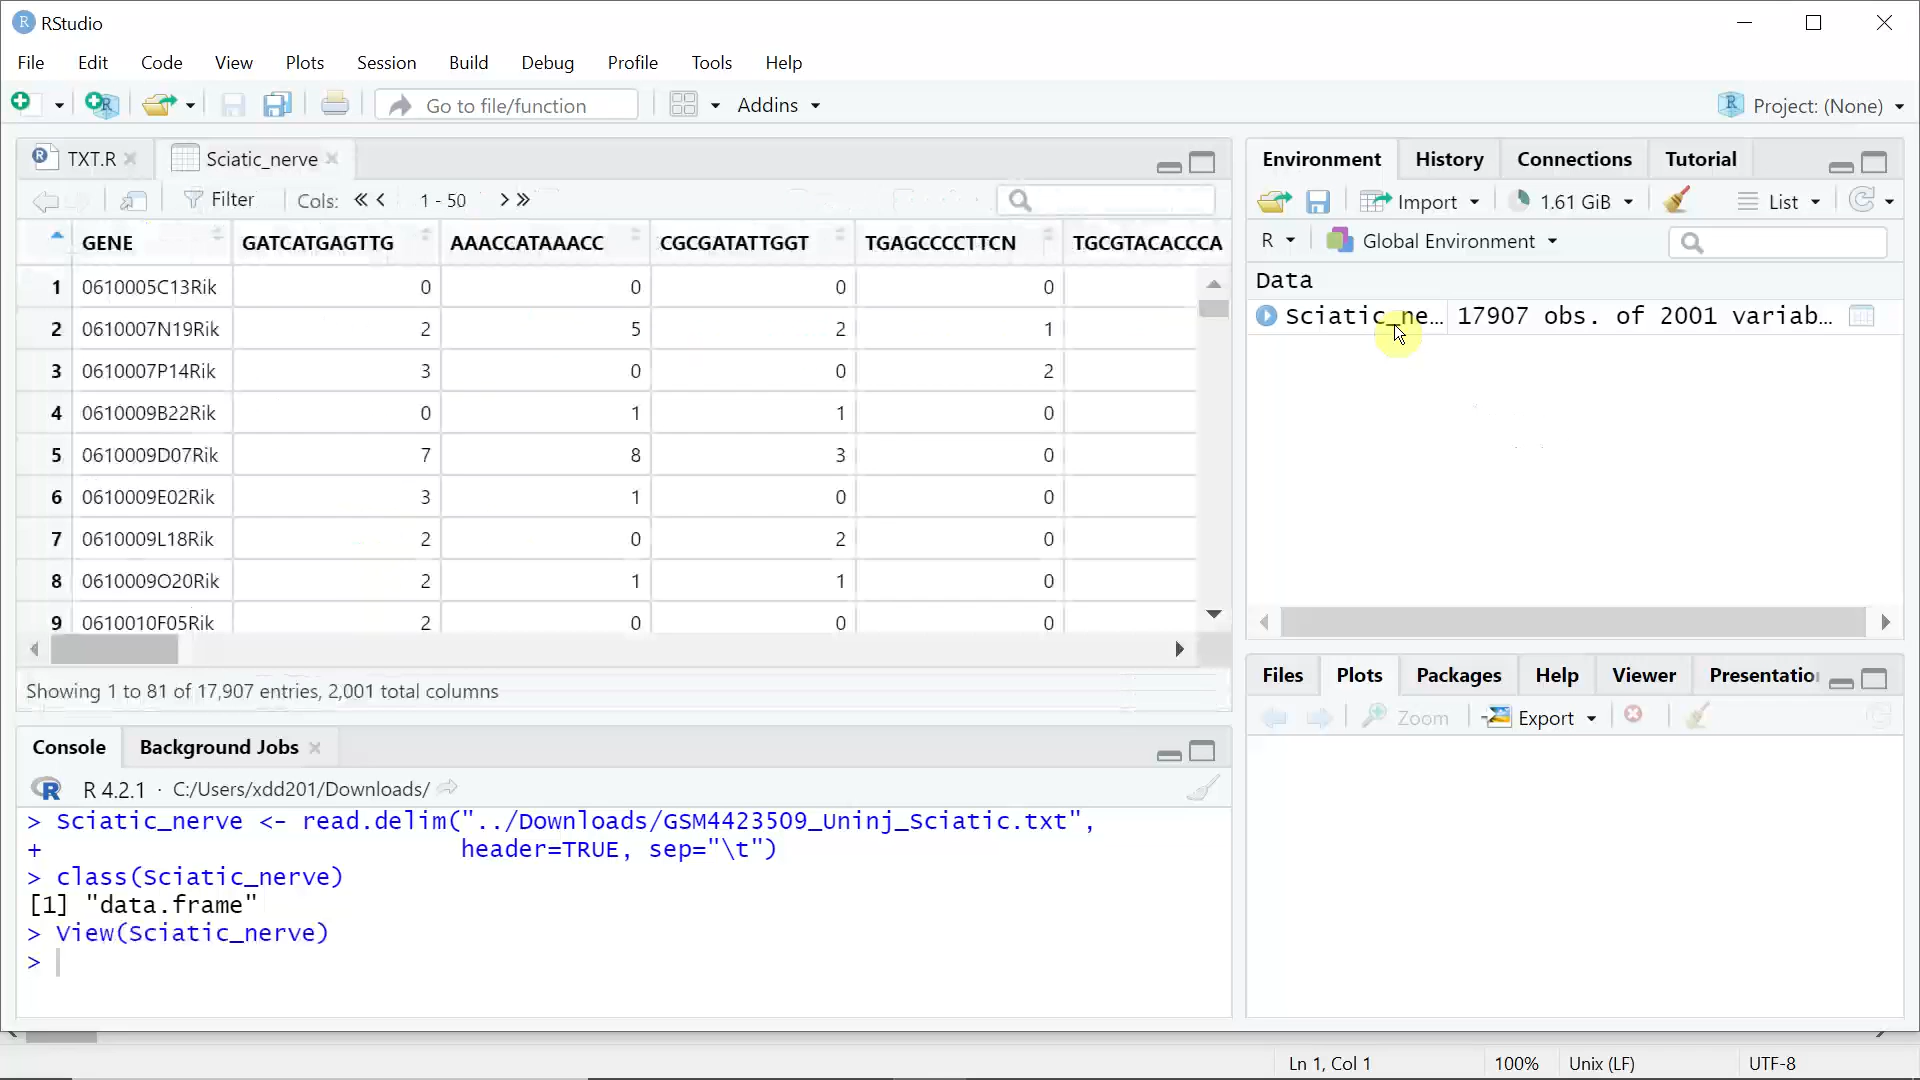 RStudio
File Edit Code View Plots Session Build Debug Profile Tools Help
Go to file/function Addins Project: (None)
TXT.R Sciatic_nerve
Filter Cols: 1 - 50
GENE GATCATGAGTTG AAACCATAAACC CGCGATATTGGT TGAGCCCCTTCN TGCGTACACCCA
1 0610005C13Rik 0 0 0 0
2 0610007N19Rik 2 5 2 1
3 0610007P14Rik 3 0 0 2
4 0610009B22Rik 0 1 1 0
5 0610009D07Rik 7 8 3 0
6 0610009E02Rik 3 1 0 0
7 0610009L18Rik 2 0 2 0
8 0610009O20Rik 2 1 1 0
9 0610010F05Rik 2 0 0 0
Showing 1 to 81 of 17,907 entries, 2,001 total columns
Console Background Jobs
R 4.2.1 · C:/Users/xdd201/Downloads/
> Sciatic_nerve <- read.delim("../Downloads/GSM4423509_Uninj_Sciatic.txt",
+ header=TRUE, sep="\t")
> class(Sciatic_nerve)
[1] "data.frame"
> View(Sciatic_nerve)
>
Environment History Connections Tutorial
Import 1.61 GiB List
R Global Environment
Data
Sciatic_ne… 17907 obs. of 2001 variab…
Files Plots Packages Help Viewer Presentatio
Zoom Export
Ln 1, Col 1 100% Unix (LF) UTF-8